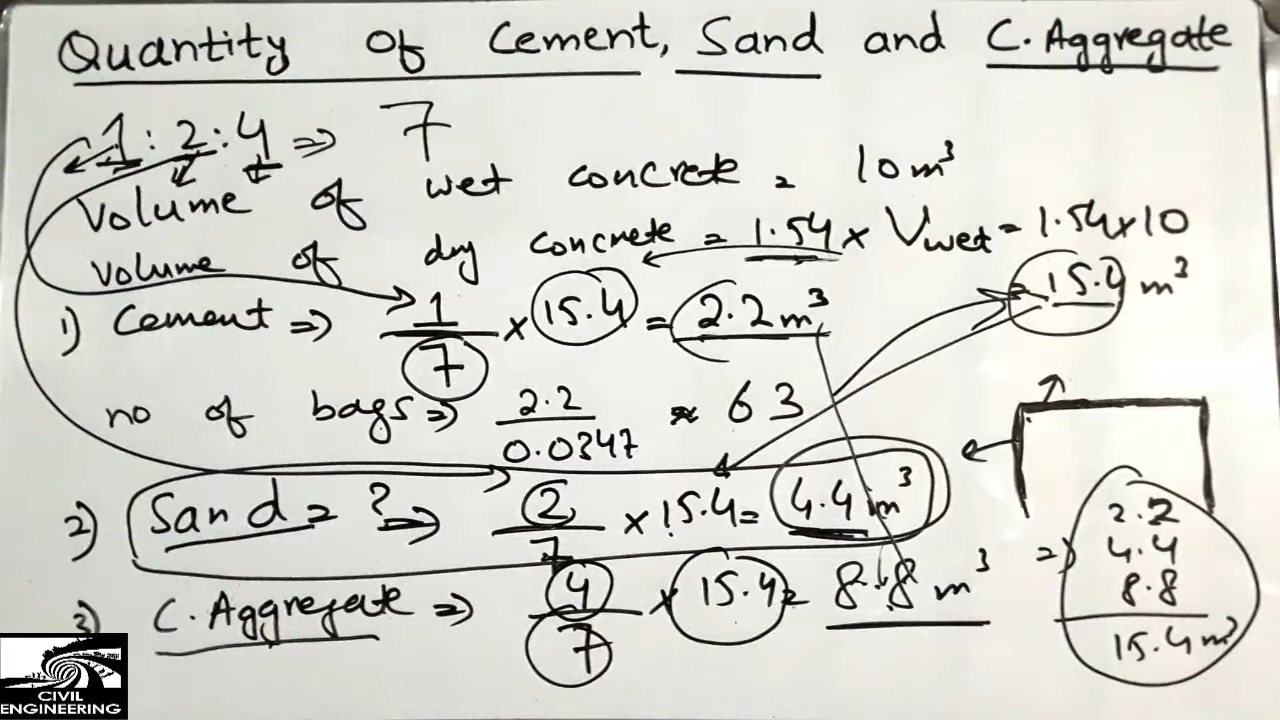 Quantity of Cement, Sand and C. Aggregate
1 : 2 : 4 => 7
Volume of wet concrete = 10 m³
Volume of dry concrete = 1.54 x Vwet = 1.54 x 10
= 15.4 m³
1) Cement => 1/7 x 15.4 = 2.2 m³
no of bags => 2.2/0.0347 ≈ 63
2) Sand = ? => 2/7 x 15.4 = 4.4 m³
3) C. Aggregate => 4/7 x 15.4 = 8.8 m³
=> 2.2
4.4
8.8
15.4 m³
CIVIL
ENGINEERING